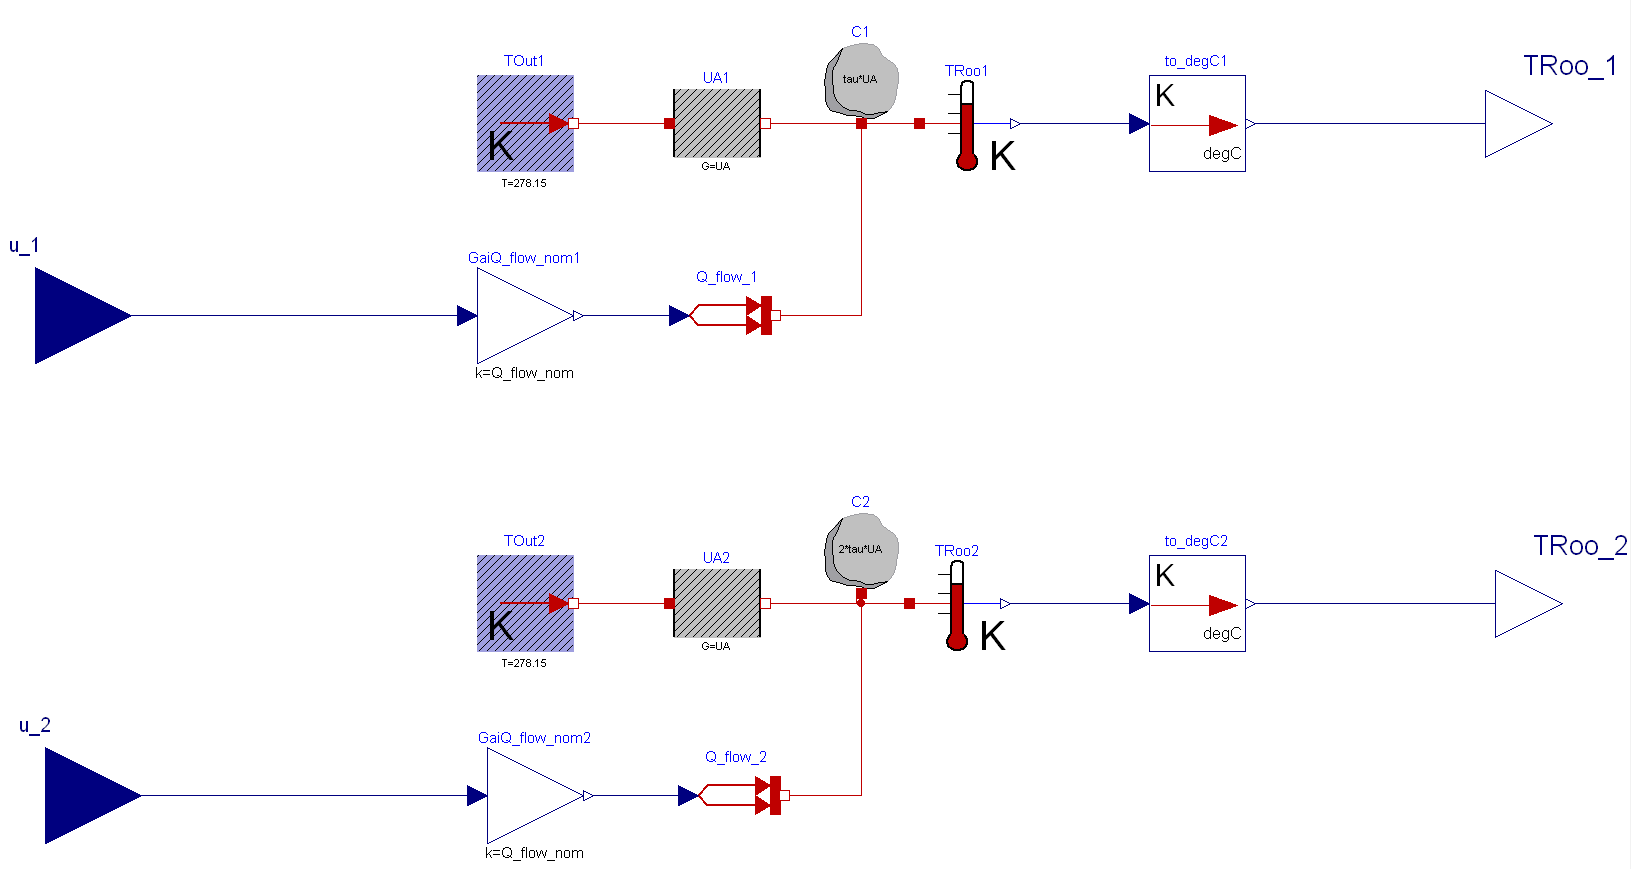 C1
TOut1
UA1
tau*UA
TRoo1
to_degC1
TRoo_1
K
K
K
degC
G=UA
T=278.15
u_1
GaiQ_flow_nom1
Q_flow_1
k=Q_flow_nom
C2
TOut2
UA2
2*tau*UA
TRoo2
to_degC2
TRoo_2
K
K
K
degC
G=UA
T=278.15
u_2
GaiQ_flow_nom2
Q_flow_2
k=Q_flow_nom